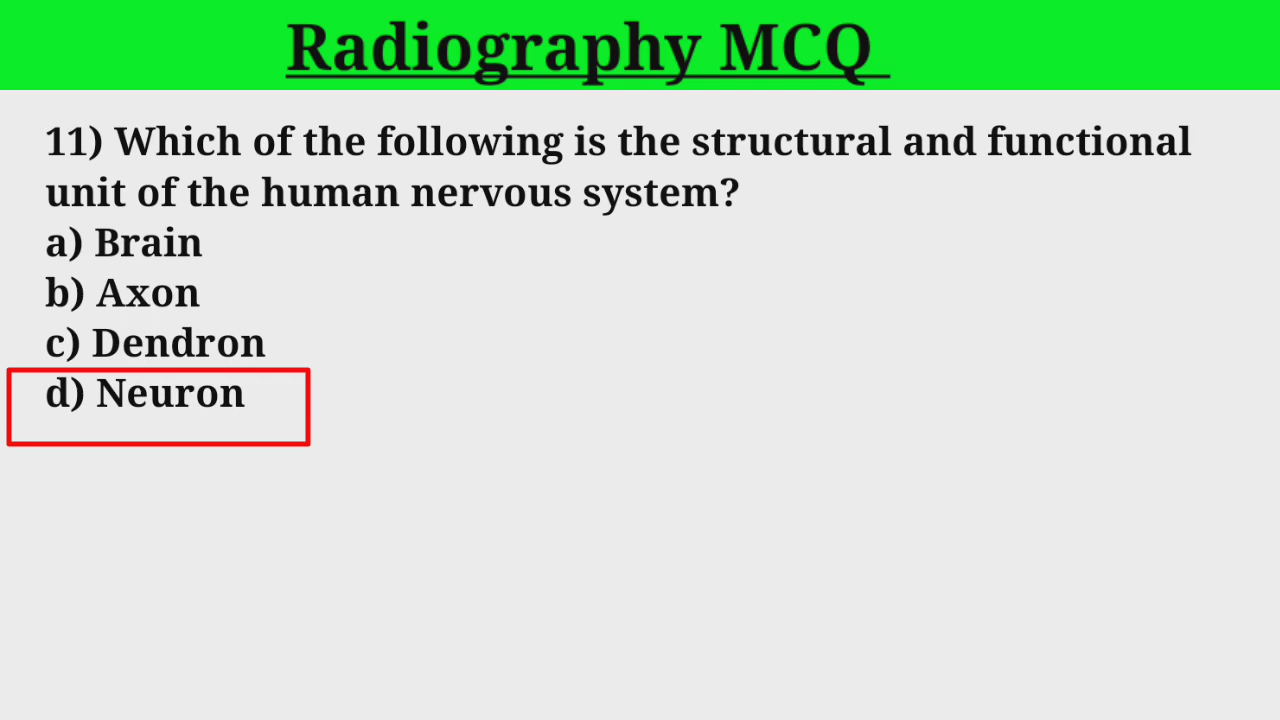 Radiography MCQ
11) Which of the following is the structural and functional
unit of the human nervous system?
a) Brain
b) Axon
c) Dendron
d) Neuron